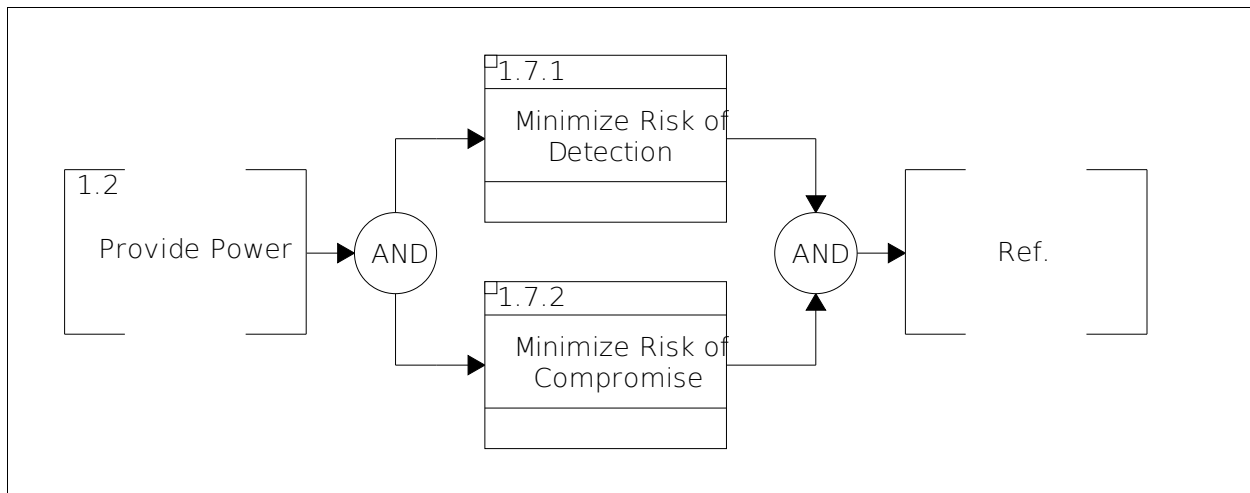 1.7.1
Minimize Risk of
Detection
1.2
Provide Power
AND
AND
Ref.
1.7.2
Minimize Risk of
Compromise